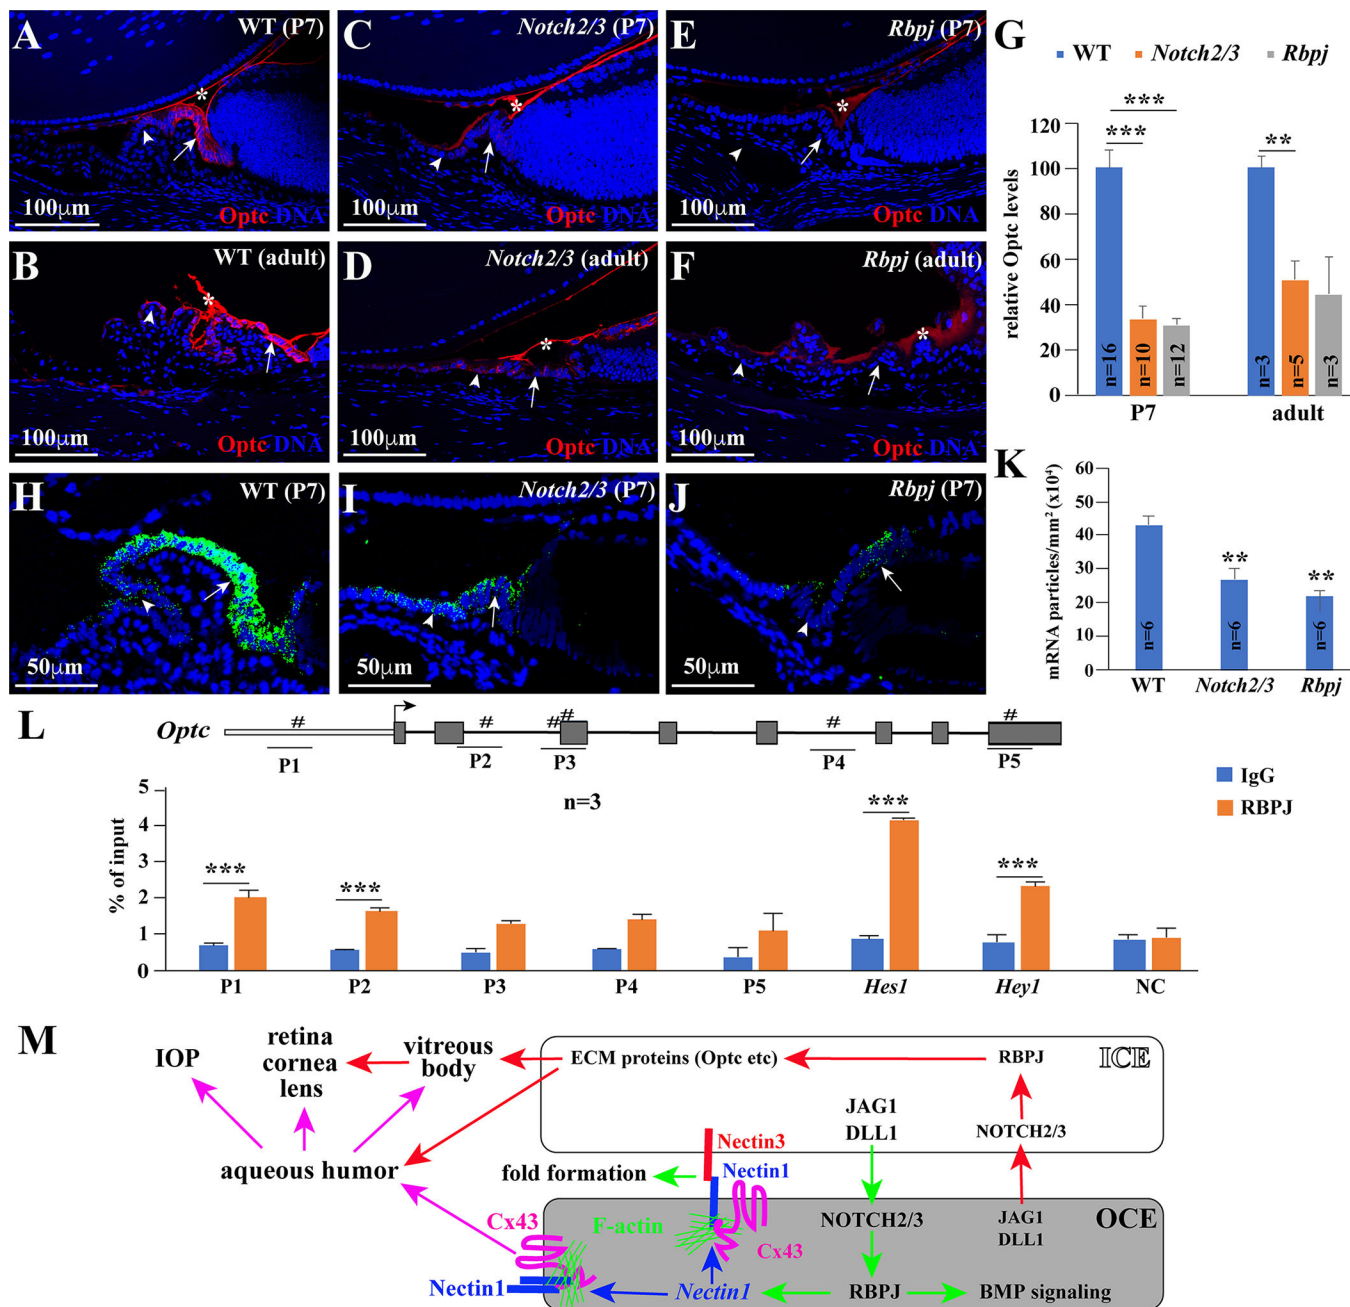 A
WT (P7)
*
100μm
Optc DNA
C
Notch2/3 (P7)
*
100μm
Optc DNA
E
Rbpj (P7)
*
100μm
Optc DNA
G
WT Notch2/3 Rbpj
***
***
**
relative Optc levels
120
100
80
60
40
20
0
n=16
n=10
n=12
n=3
n=5
n=3
P7 adult
B
WT (adult)
*
100μm
Optc DNA
D
Notch2/3 (adult)
*
100μm
Optc DNA
F
Rbpj (adult)
*
100μm
Optc DNA
H
WT (P7)
50μm
I
Notch2/3 (P7)
50μm
J
Rbpj (P7)
50μm
K
mRNA particles/mm² (x10⁴)
60
50
40
30
20
10
0
**
**
n=6
n=6
n=6
WT Notch2/3 Rbpj
L
Optc
# # # # # #
P1 P2 P3 P4 P5
n=3
IgG
RBPJ
% of input
5
4
3
2
1
0
*** *** *** ***
P1 P2 P3 P4 P5 Hes1 Hey1 NC
M
IOP
retina
cornea
lens
vitreous
body
aqueous humor
ECM proteins (Optc etc)
RBPJ
ICE
JAG1
DLL1
NOTCH2/3
Nectin3
Nectin1
fold formation
Cx43
F-actin
Cx43
NOTCH2/3
JAG1
DLL1
OCE
Nectin1
Nectin1
RBPJ
BMP signaling